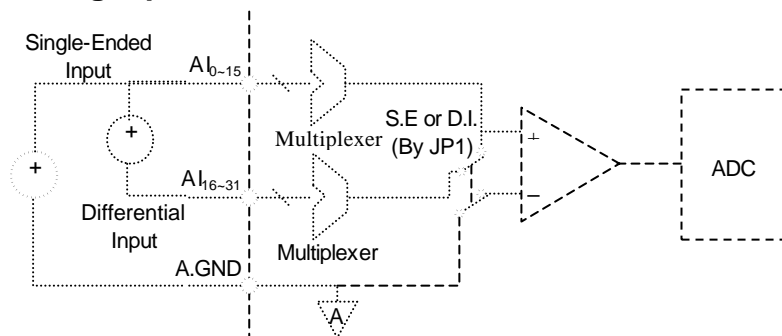 Single-Ended
Input
AI0~15
+
+
Multiplexer
S.E or D.I.
(By JP1)
+
−
ADC
AI16~31
Differential
Input
Multiplexer
A.GND
A